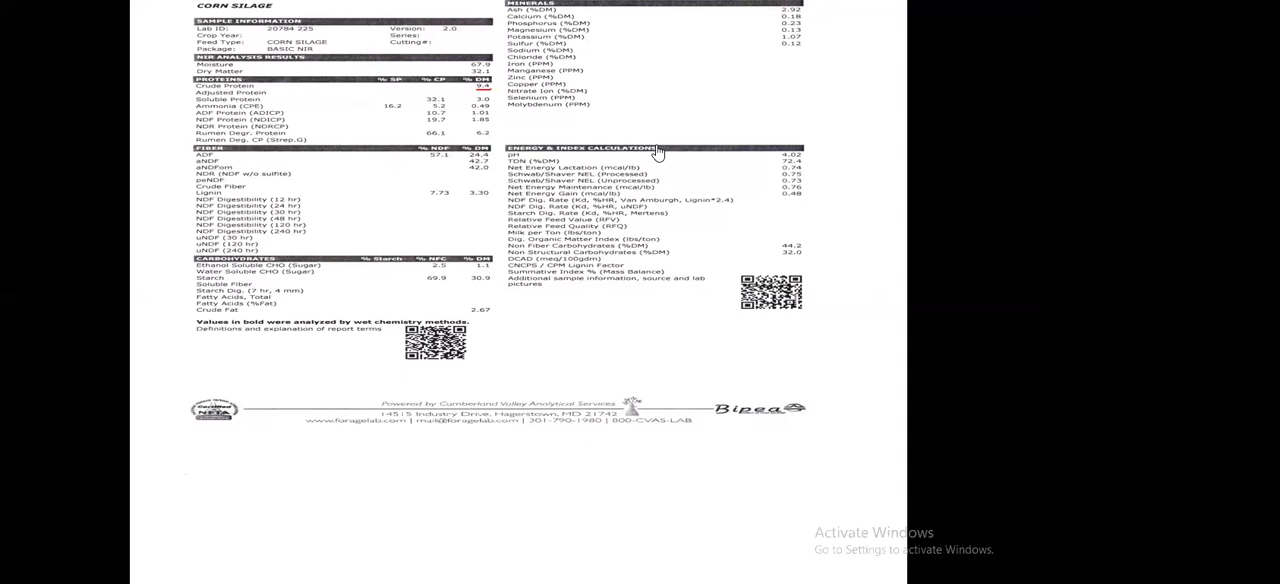 CORN SILAGE
SAMPLE INFORMATION
Lab ID: 20784 225 Version: 2.0
Crop Year: Series:
Feed Type: CORN SILAGE Cutting#:
Package: BASIC NIR
NIR ANALYSIS RESULTS
Moisture 67.9
Dry Matter 32.1
PROTEINS % SP % CP % DM
Crude Protein 9.4
Adjusted Protein
Soluble Protein 32.1 3.0
Ammonia (CPE) 16.2 5.2 0.49
ADF Protein (ADICP) 10.7 1.01
NDF Protein (NDICP) 19.7 1.85
NDR Protein (NDRCP)
Rumen Degr. Protein 66.1 6.2
Rumen Deg. CP (Strep.G)
FIBER % NDF % DM
ADF 57.1 24.4
aNDF 42.7
aNDFom 42.0
NDR (NDF w/o sulfite)
peNDF
Crude Fiber
Lignin 7.73 3.30
NDF Digestibility (12 hr)
NDF Digestibility (24 hr)
NDF Digestibility (30 hr)
NDF Digestibility (48 hr)
NDF Digestibility (120 hr)
NDF Digestibility (240 hr)
uNDF (30 hr)
uNDF (120 hr)
uNDF (240 hr)
CARBOHYDRATES % Starch % NFC % DM
Ethanol Soluble CHO (Sugar) 2.5 1.1
Water Soluble CHO (Sugar)
Starch 69.9 30.9
Soluble Fiber
Starch Dig. (7 hr, 4 mm)
Fatty Acids, Total
Fatty Acids (%Fat)
Crude Fat 2.67
Values in bold were analyzed by wet chemistry methods.
Definitions and explanation of report terms
MINERALS
Ash (%DM) 2.92
Calcium (%DM) 0.18
Phosphorus (%DM) 0.23
Magnesium (%DM) 0.13
Potassium (%DM) 1.07
Sulfur (%DM) 0.12
Sodium (%DM)
Chloride (%DM)
Iron (PPM)
Manganese (PPM)
Zinc (PPM)
Copper (PPM)
Nitrate Ion (%DM)
Selenium (PPM)
Molybdenum (PPM)
ENERGY & INDEX CALCULATIONS
pH 4.02
TDN (%DM) 72.4
Net Energy Lactation (mcal/lb) 0.74
Schwab/Shaver NEL (Processed) 0.75
Schwab/Shaver NEL (Unprocessed) 0.73
Net Energy Maintenance (mcal/lb) 0.76
Net Energy Gain (mcal/lb) 0.48
NDF Dig. Rate (Kd, %HR, Van Amburgh, Lignin*2.4)
NDF Dig. Rate (Kd, %HR, uNDF)
Starch Dig. Rate (Kd, %HR, Mertens)
Relative Feed Value (RFV)
Relative Feed Quality (RFQ)
Milk per Ton (lbs/ton)
Dig. Organic Matter Index (lbs/ton)
Non Fiber Carbohydrates (%DM) 44.2
Non Structural Carbohydrates (%DM) 32.0
DCAD (meq/100gdm)
CNCPS / CPM Lignin Factor
Summative Index % (Mass Balance)
Additional sample information, source and lab
pictures
Certified
NFTA
Powered by Cumberland Valley Analytical Services
14515 Industry Drive, Hagerstown, MD 21742
www.foragelab.com | mail@foragelab.com | 301-790-1980 | 800-CVAS-LAB
Bipea
Activate Windows
Go to Settings to activate Windows.